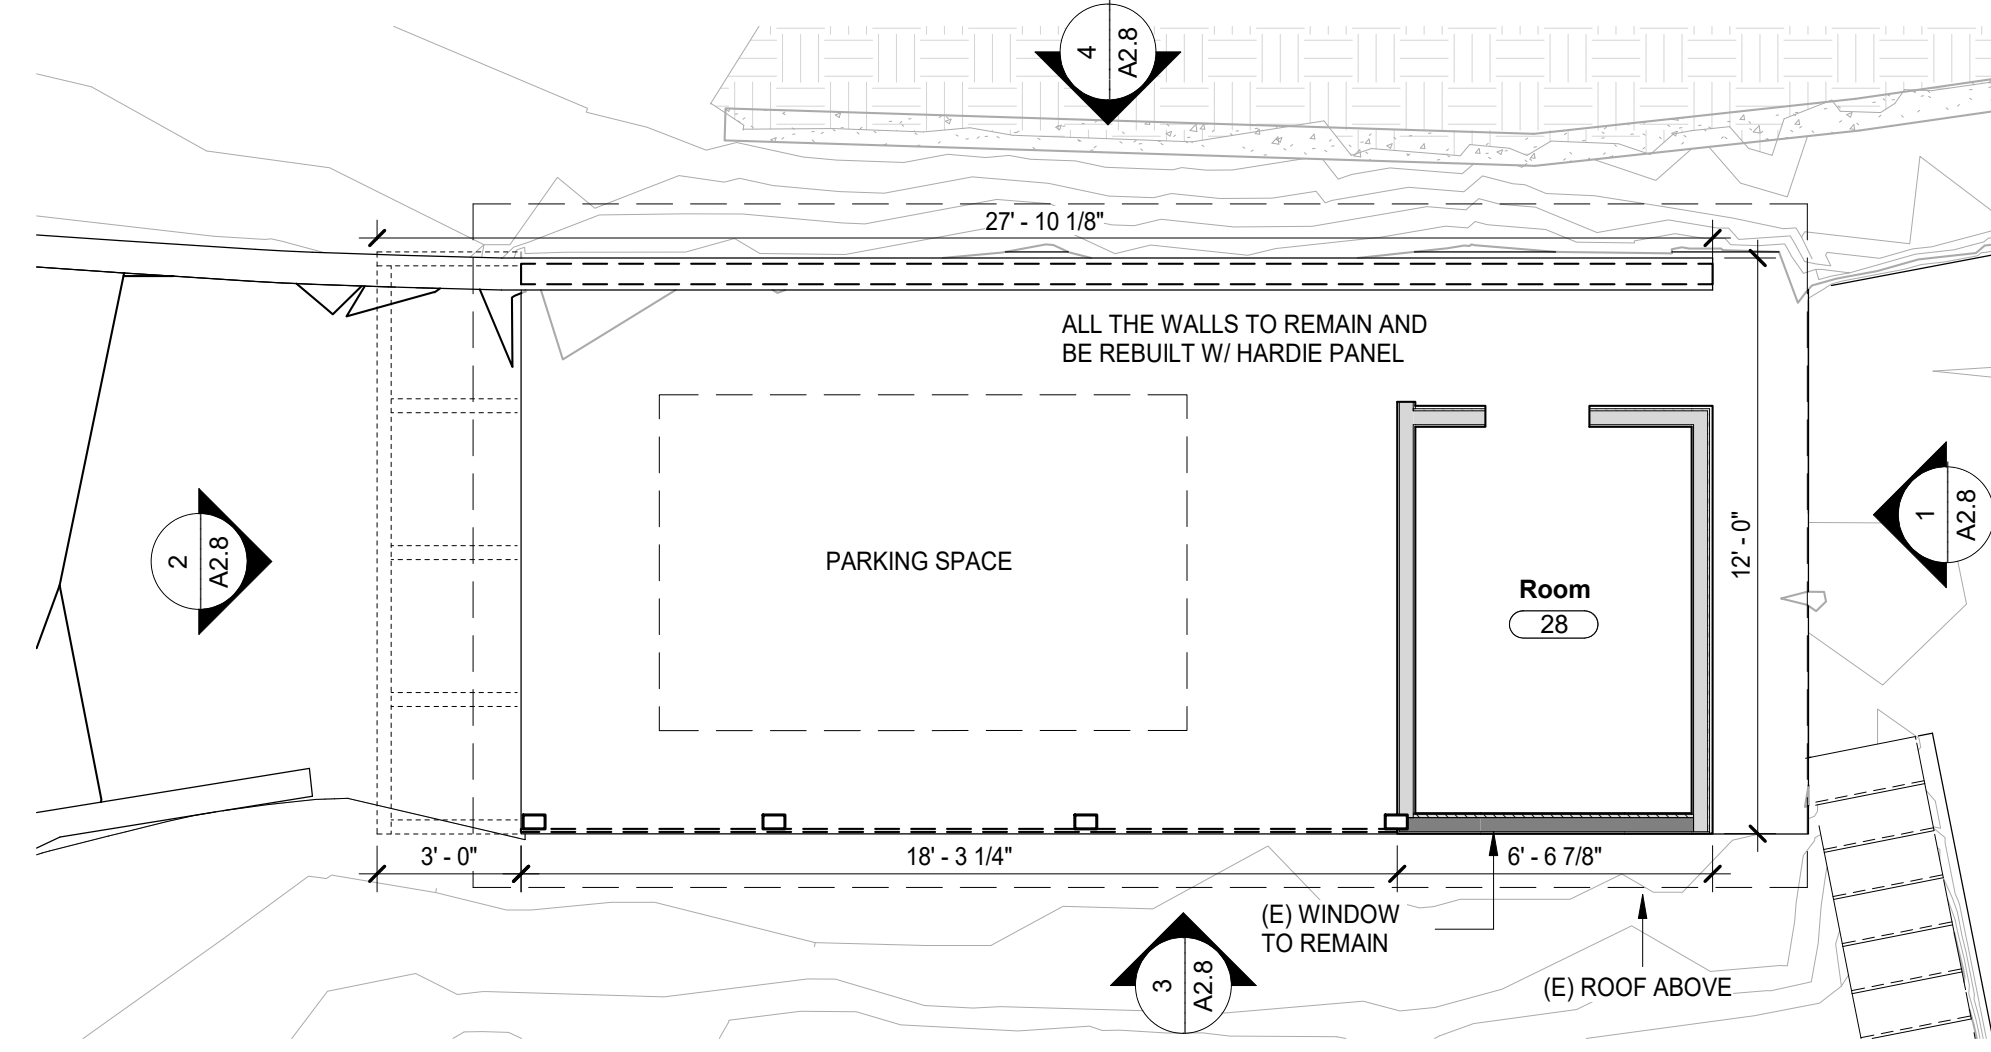 4
A2.8
27' - 10 1/8"
ALL THE WALLS TO REMAIN AND
BE REBUILT W/ HARDIE PANEL
2
A2.8
PARKING SPACE
Room
28
12' - 0"
1
A2.8
3' - 0"
18' - 3 1/4"
6' - 6 7/8"
(E) WINDOW
TO REMAIN
(E) ROOF ABOVE
3
A2.8